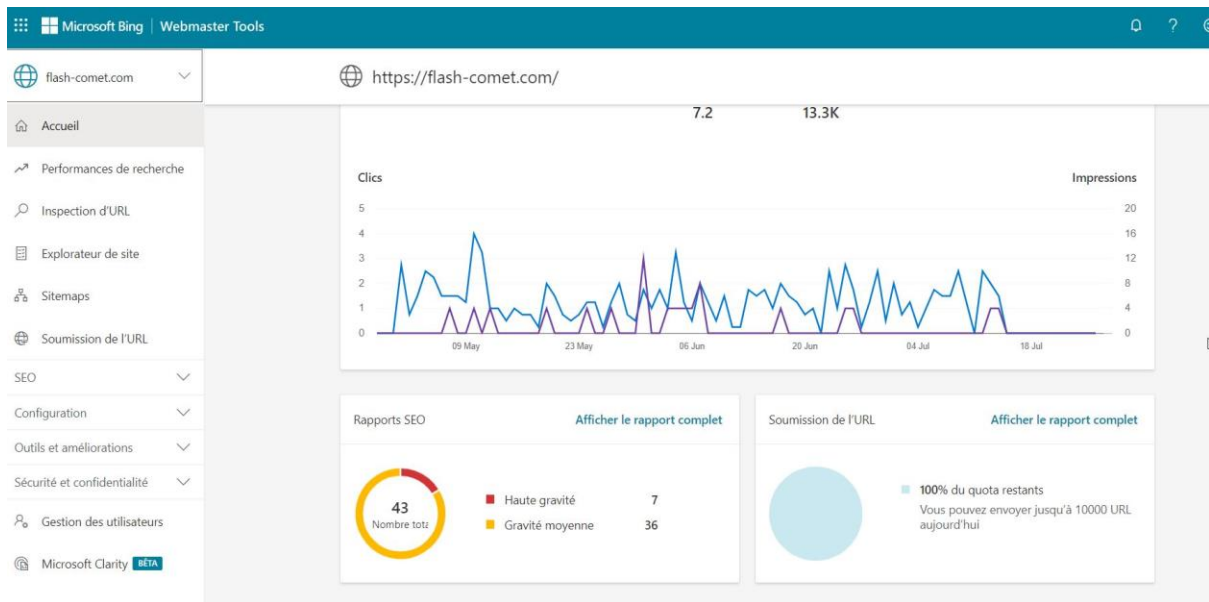 Microsoft Bing | Webmaster Tools
?
flash-comet.com
https://flash-comet.com/
Accueil
Performances de recherche
Inspection d'URL
Explorateur de site
Sitemaps
Soumission de l'URL
SEO
Configuration
Outils et améliorations
Sécurité et confidentialité
Gestion des utilisateurs
Microsoft Clarity BÊTA
7.2 13.3K
Clics Impressions
5 20
4 16
3 12
2 8
1 4
0 0
09 May 23 May 06 Jun 20 Jun 04 Jul 18 Jul
Rapports SEO Afficher le rapport complet
43
Nombre tota
Haute gravité 7
Gravité moyenne 36
Soumission de l'URL Afficher le rapport complet
100% du quota restants
Vous pouvez envoyer jusqu'à 10000 URL
aujourd'hui